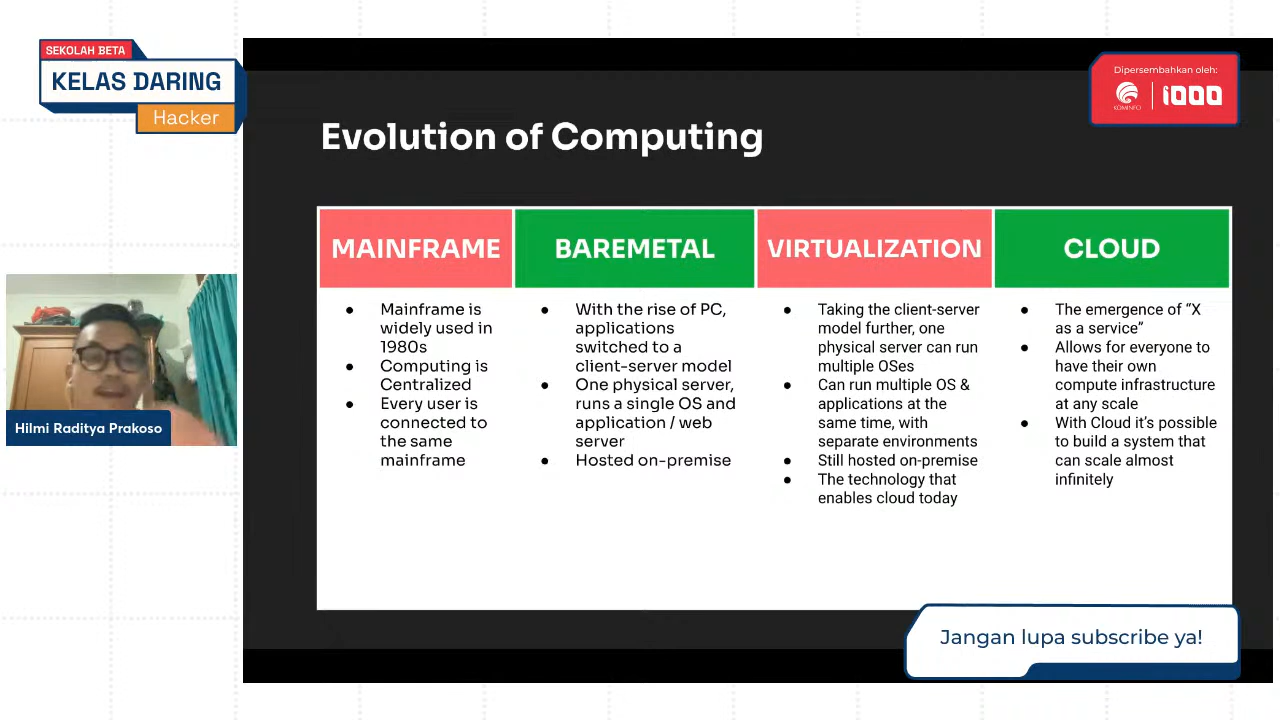 SEKOLAH BETA
KELAS DARING
Hacker
Dipersembahkan oleh:
KOMINFO
1000
Evolution of Computing
MAINFRAME
BAREMETAL
VIRTUALIZATION
CLOUD
● Mainframe is
widely used in
1980s
● Computing is
Centralized
● Every user is
connected to
the same
mainframe
● With the rise of PC,
applications
switched to a
client-server model
● One physical server,
runs a single OS and
application / web
server
● Hosted on-premise
● Taking the client-server
model further, one
physical server can run
multiple OSes
● Can run multiple OS &
applications at the
same time, with
separate environments
● Still hosted on-premise
● The technology that
enables cloud today
● The emergence of “X
as a service”
● Allows for everyone to
have their own
compute infrastructure
at any scale
● With Cloud it’s possible
to build a system that
can scale almost
infinitely
Hilmi Raditya Prakoso
Jangan lupa subscribe ya!